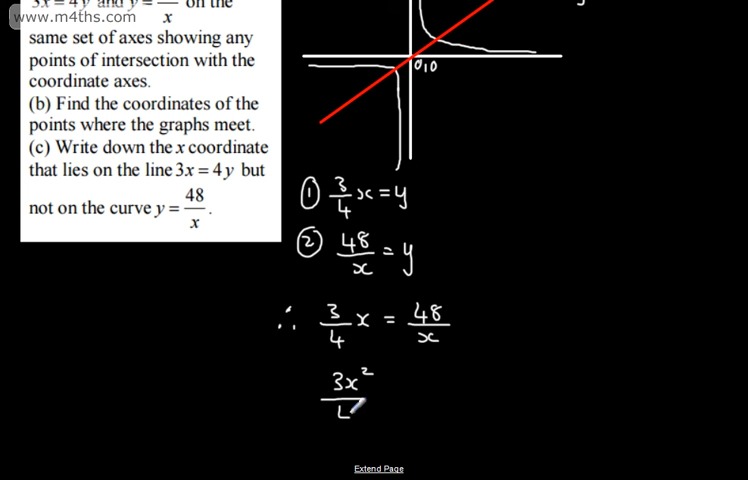 www.m4ths.com
3x = 4y and y = — on the
x
same set of axes showing any
points of intersection with the
coordinate axes.
(b) Find the coordinates of the
points where the graphs meet.
(c) Write down the x coordinate
that lies on the line 3x = 4y but
not on the curve y = 48/x.
0,0
① 3/4 x = y
② 48/x = y
∴ 3/4 x = 48/x
3x²/4
Extend Page